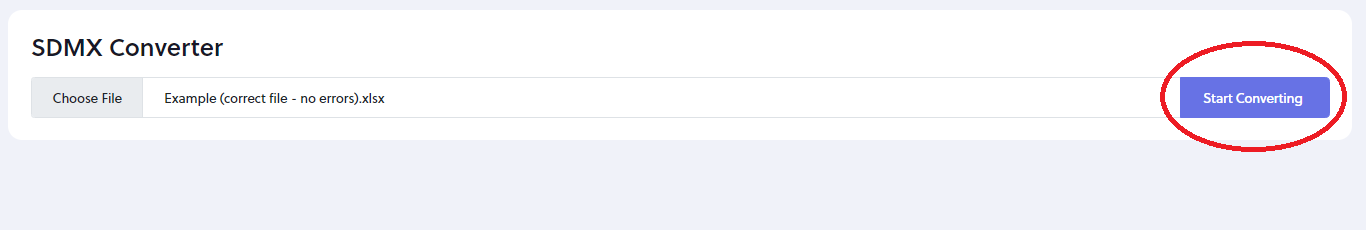 SDMX Converter
Choose File Example (correct file - no errors).xlsx Start Converting